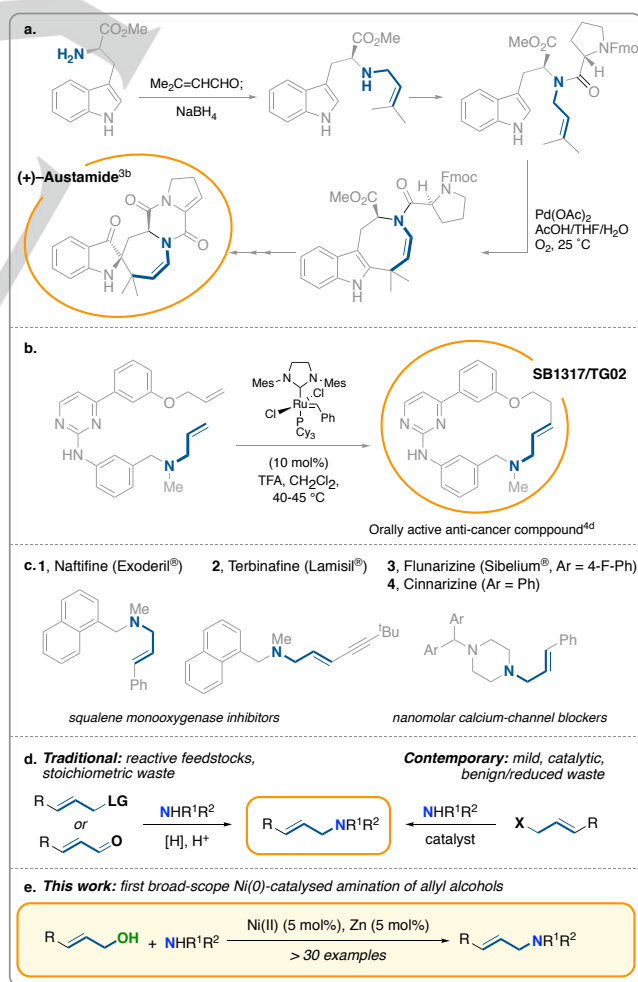 a.
CO₂Me
H₂N
N
H
Me₂C=CHCHO;
NaBH₄
CO₂Me
N
H
N
H
MeO₂C
NFmoc
H
N
O
N
H
Pd(OAc)₂
AcOH/THF/H₂O
O₂, 25 ˚C
Fmoc
MeO₂C
O
H
N
N
N
H
(+)–Austamide³ᵇ
O
O
N
N
O
N
H
b.
O
N
N
HN
N
Me
Mes
N
N
Mes
Cl
Ru
Ph
Cl
P
Cy₃
(10 mol%)
TFA, CH₂Cl₂,
40-45 °C
SB1317/TG02
O
N
N
HN
N
Me
Orally active anti-cancer comppound⁴ᵈ
c. 1, Naftifine (Exoderil®)
2, Terbinafine (Lamisil®)
3, Flunarizine (Sibelium®, Ar = 4-F-Ph)
4, Cinnarizine (Ar = Ph)
Me
N
Ph
Me
N
ᵗBu
Ar
Ar
N
N
Ph
squalene monooxygenase inhibitors
nanomolar calcium-channel blockers
d. Traditional: reactive feedstocks,
stoichiometric waste
Contemporary: mild, catalytic,
benign/reduced waste
R
LG
or
R
O
NHR¹R²
[H], H⁺
R
NR¹R²
NHR¹R²
catalyst
X
R
e. This work: first broad-scope Ni(0)-catalysed amination of allyl alcohols
R
OH + NHR¹R²
Ni(II) (5 mol%), Zn (5 mol%)
> 30 examples
R
NR¹R²